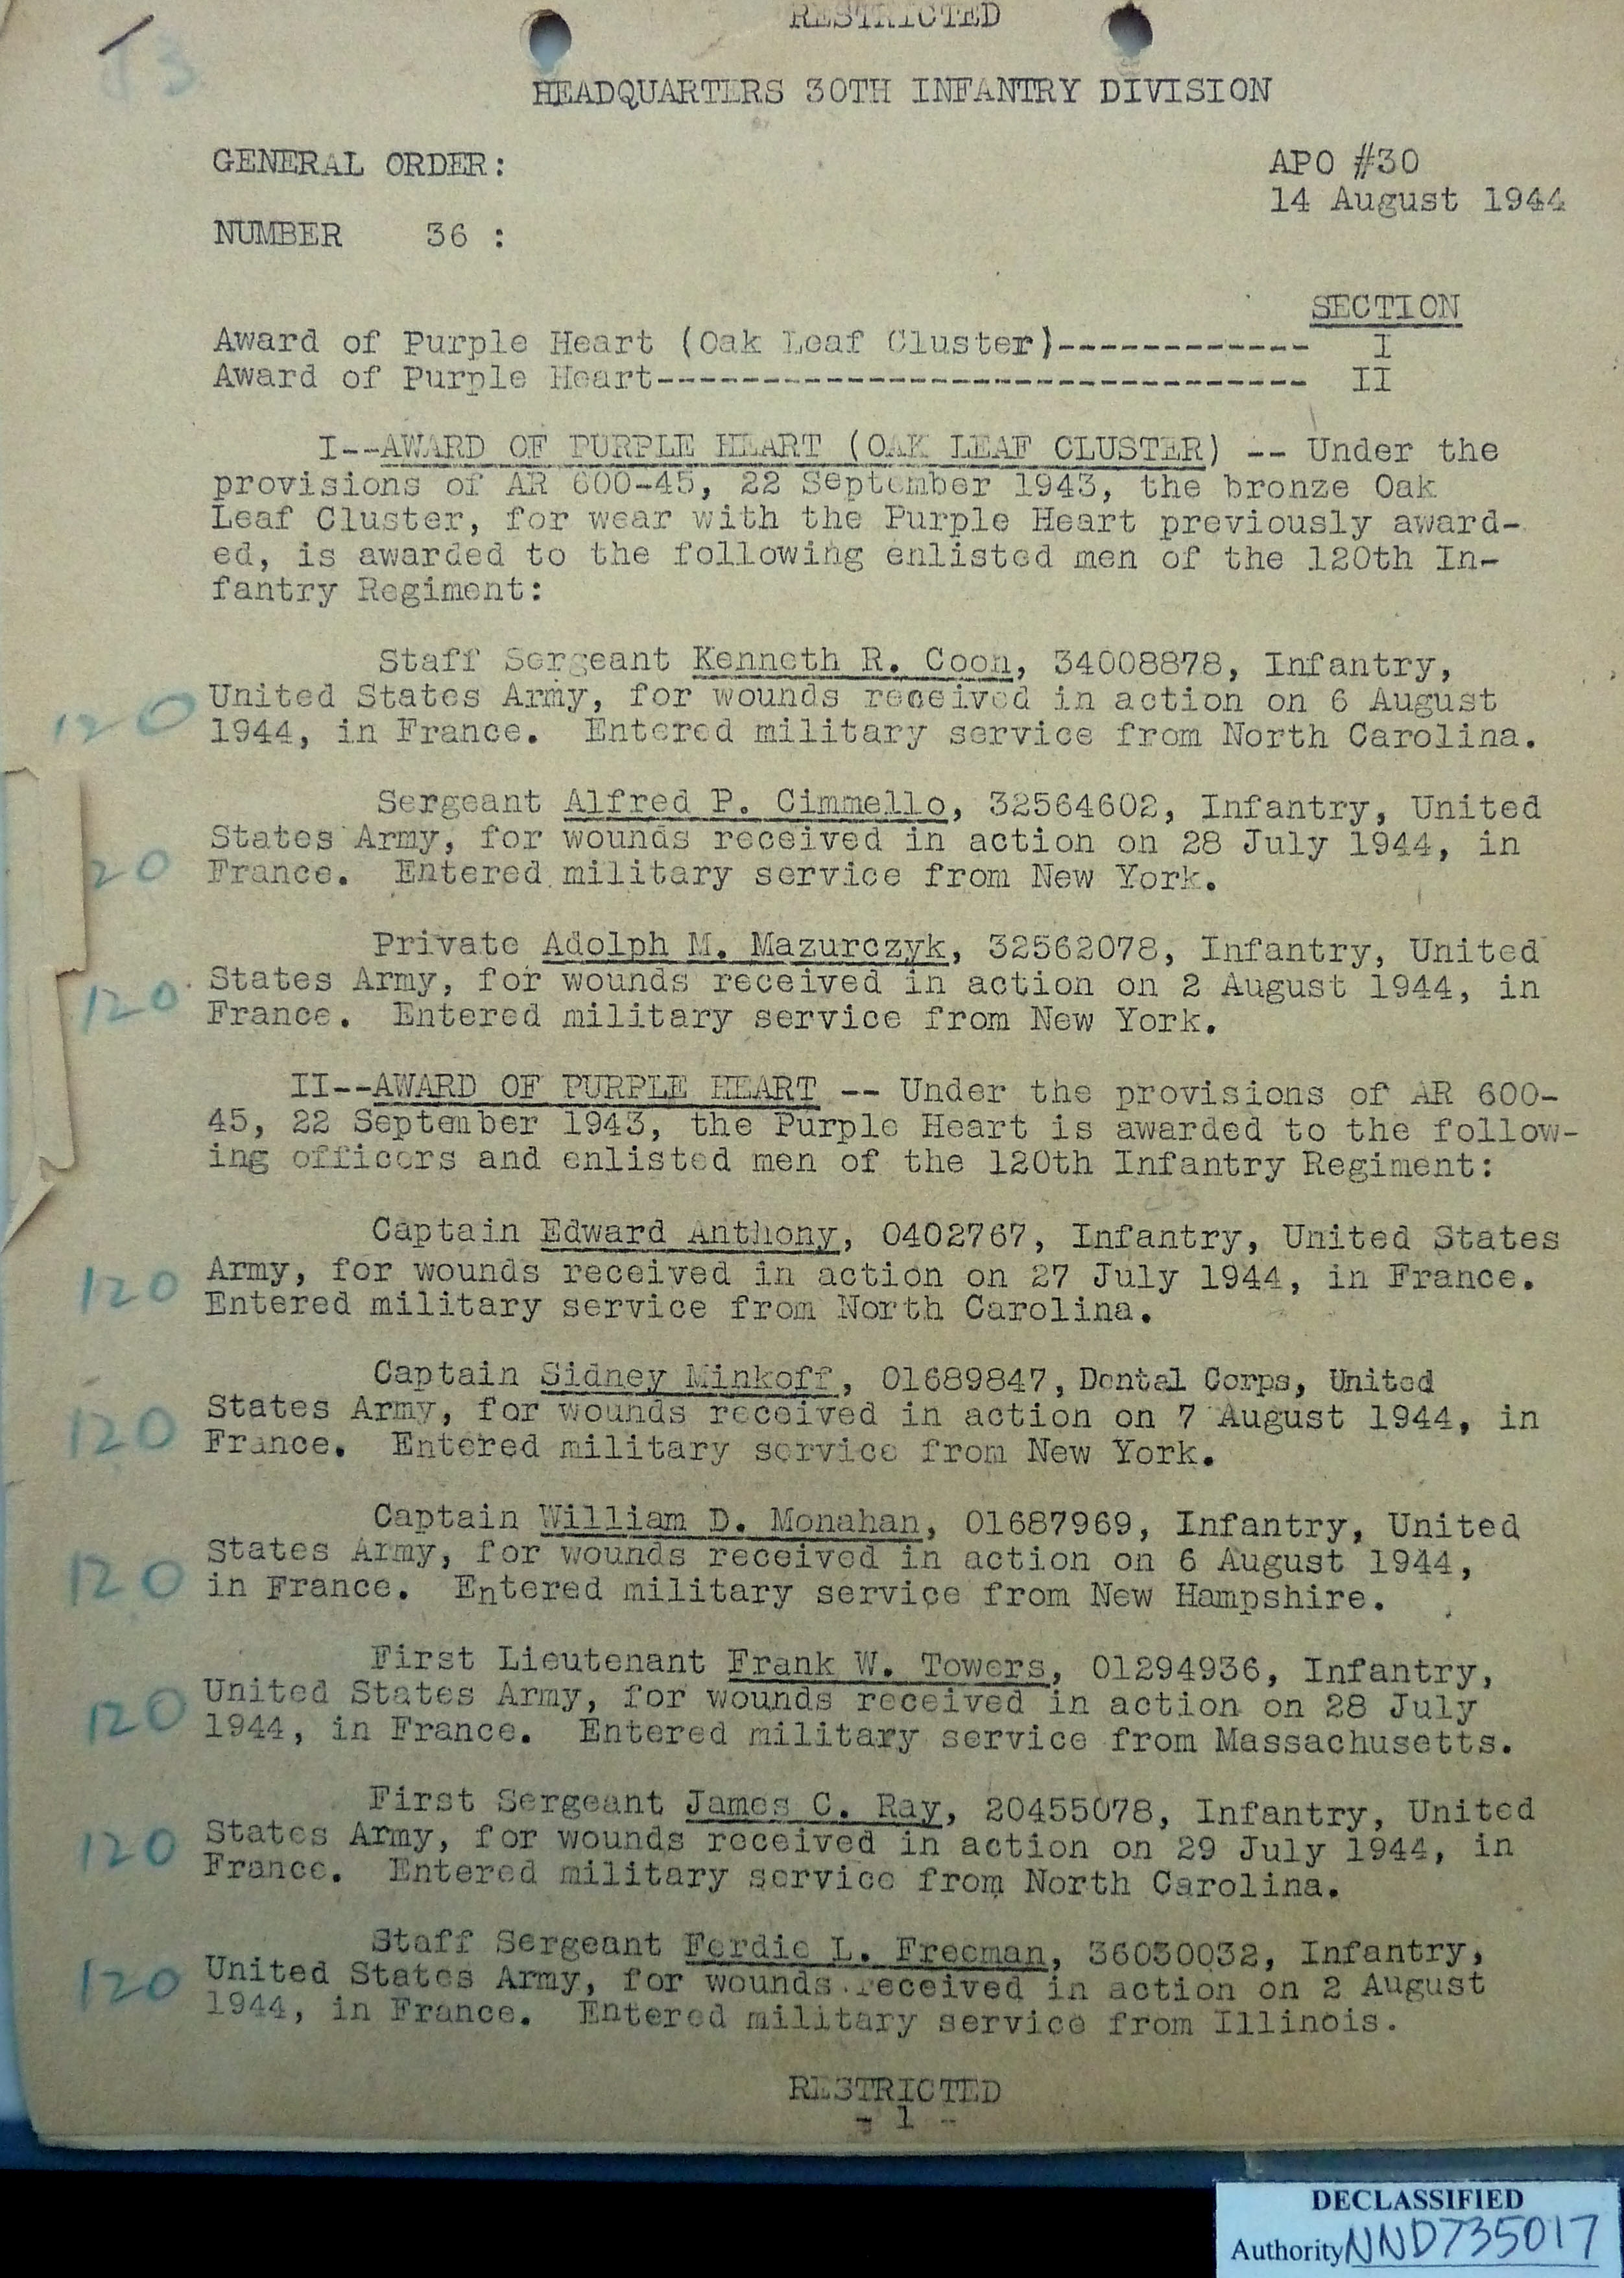 RESTRICTED
HEADQUARTERS 30TH INFANTRY DIVISION
GENERAL ORDER:
APO #30
14 August 1944
NUMBER 36 :
SECTION
Award of Purple Heart (Oak Leaf Cluster)------------ I
Award of Purple Heart-------------------------------- II
I--AWARD OF PURPLE HEART (OAK LEAF CLUSTER) -- Under the
provisions of AR 600-45, 22 September 1943, the bronze Oak
Leaf Cluster, for wear with the Purple Heart previously award-
ed, is awarded to the following enlisted men of the 120th In-
fantry Regiment:
Staff Sergeant Kenneth R. Coon, 34008878, Infantry,
120 United States Army, for wounds received in action on 6 August
1944, in France. Entered military service from North Carolina.
Sergeant Alfred P. Cimmello, 32564602, Infantry, United
States Army, for wounds received in action on 28 July 1944, in
20 France. Entered military service from New York.
Private Adolph M. Mazurczyk, 32562078, Infantry, United
120 States Army, for wounds received in action on 2 August 1944, in
France. Entered military service from New York.
II--AWARD OF PURPLE HEART -- Under the provisions of AR 600-
45, 22 September 1943, the Purple Heart is awarded to the follow-
ing officers and enlisted men of the 120th Infantry Regiment:
Captain Edward Anthony, 0402767, Infantry, United States
120 Army, for wounds received in action on 27 July 1944, in France.
Entered military service from North Carolina.
Captain Sidney Minkoff, 01689847, Dental Corps, United
120 States Army, for wounds received in action on 7 August 1944, in
France. Entered military service from New York.
Captain William D. Monahan, 01687969, Infantry, United
States Army, for wounds received in action on 6 August 1944,
120 in France. Entered military service from New Hampshire.
First Lieutenant Frank W. Towers, 01294936, Infantry,
120 United States Army, for wounds received in action on 28 July
1944, in France. Entered military service from Massachusetts.
First Sergeant James C. Ray, 20455078, Infantry, United
120 States Army, for wounds received in action on 29 July 1944, in
France. Entered military service from North Carolina.
Staff Sergeant Ferdie L. Freeman, 36030032, Infantry,
120 United States Army, for wounds received in action on 2 August
1944, in France. Entered military service from Illinois.
RESTRICTED
- 1 -
DECLASSIFIED
Authority NND735017